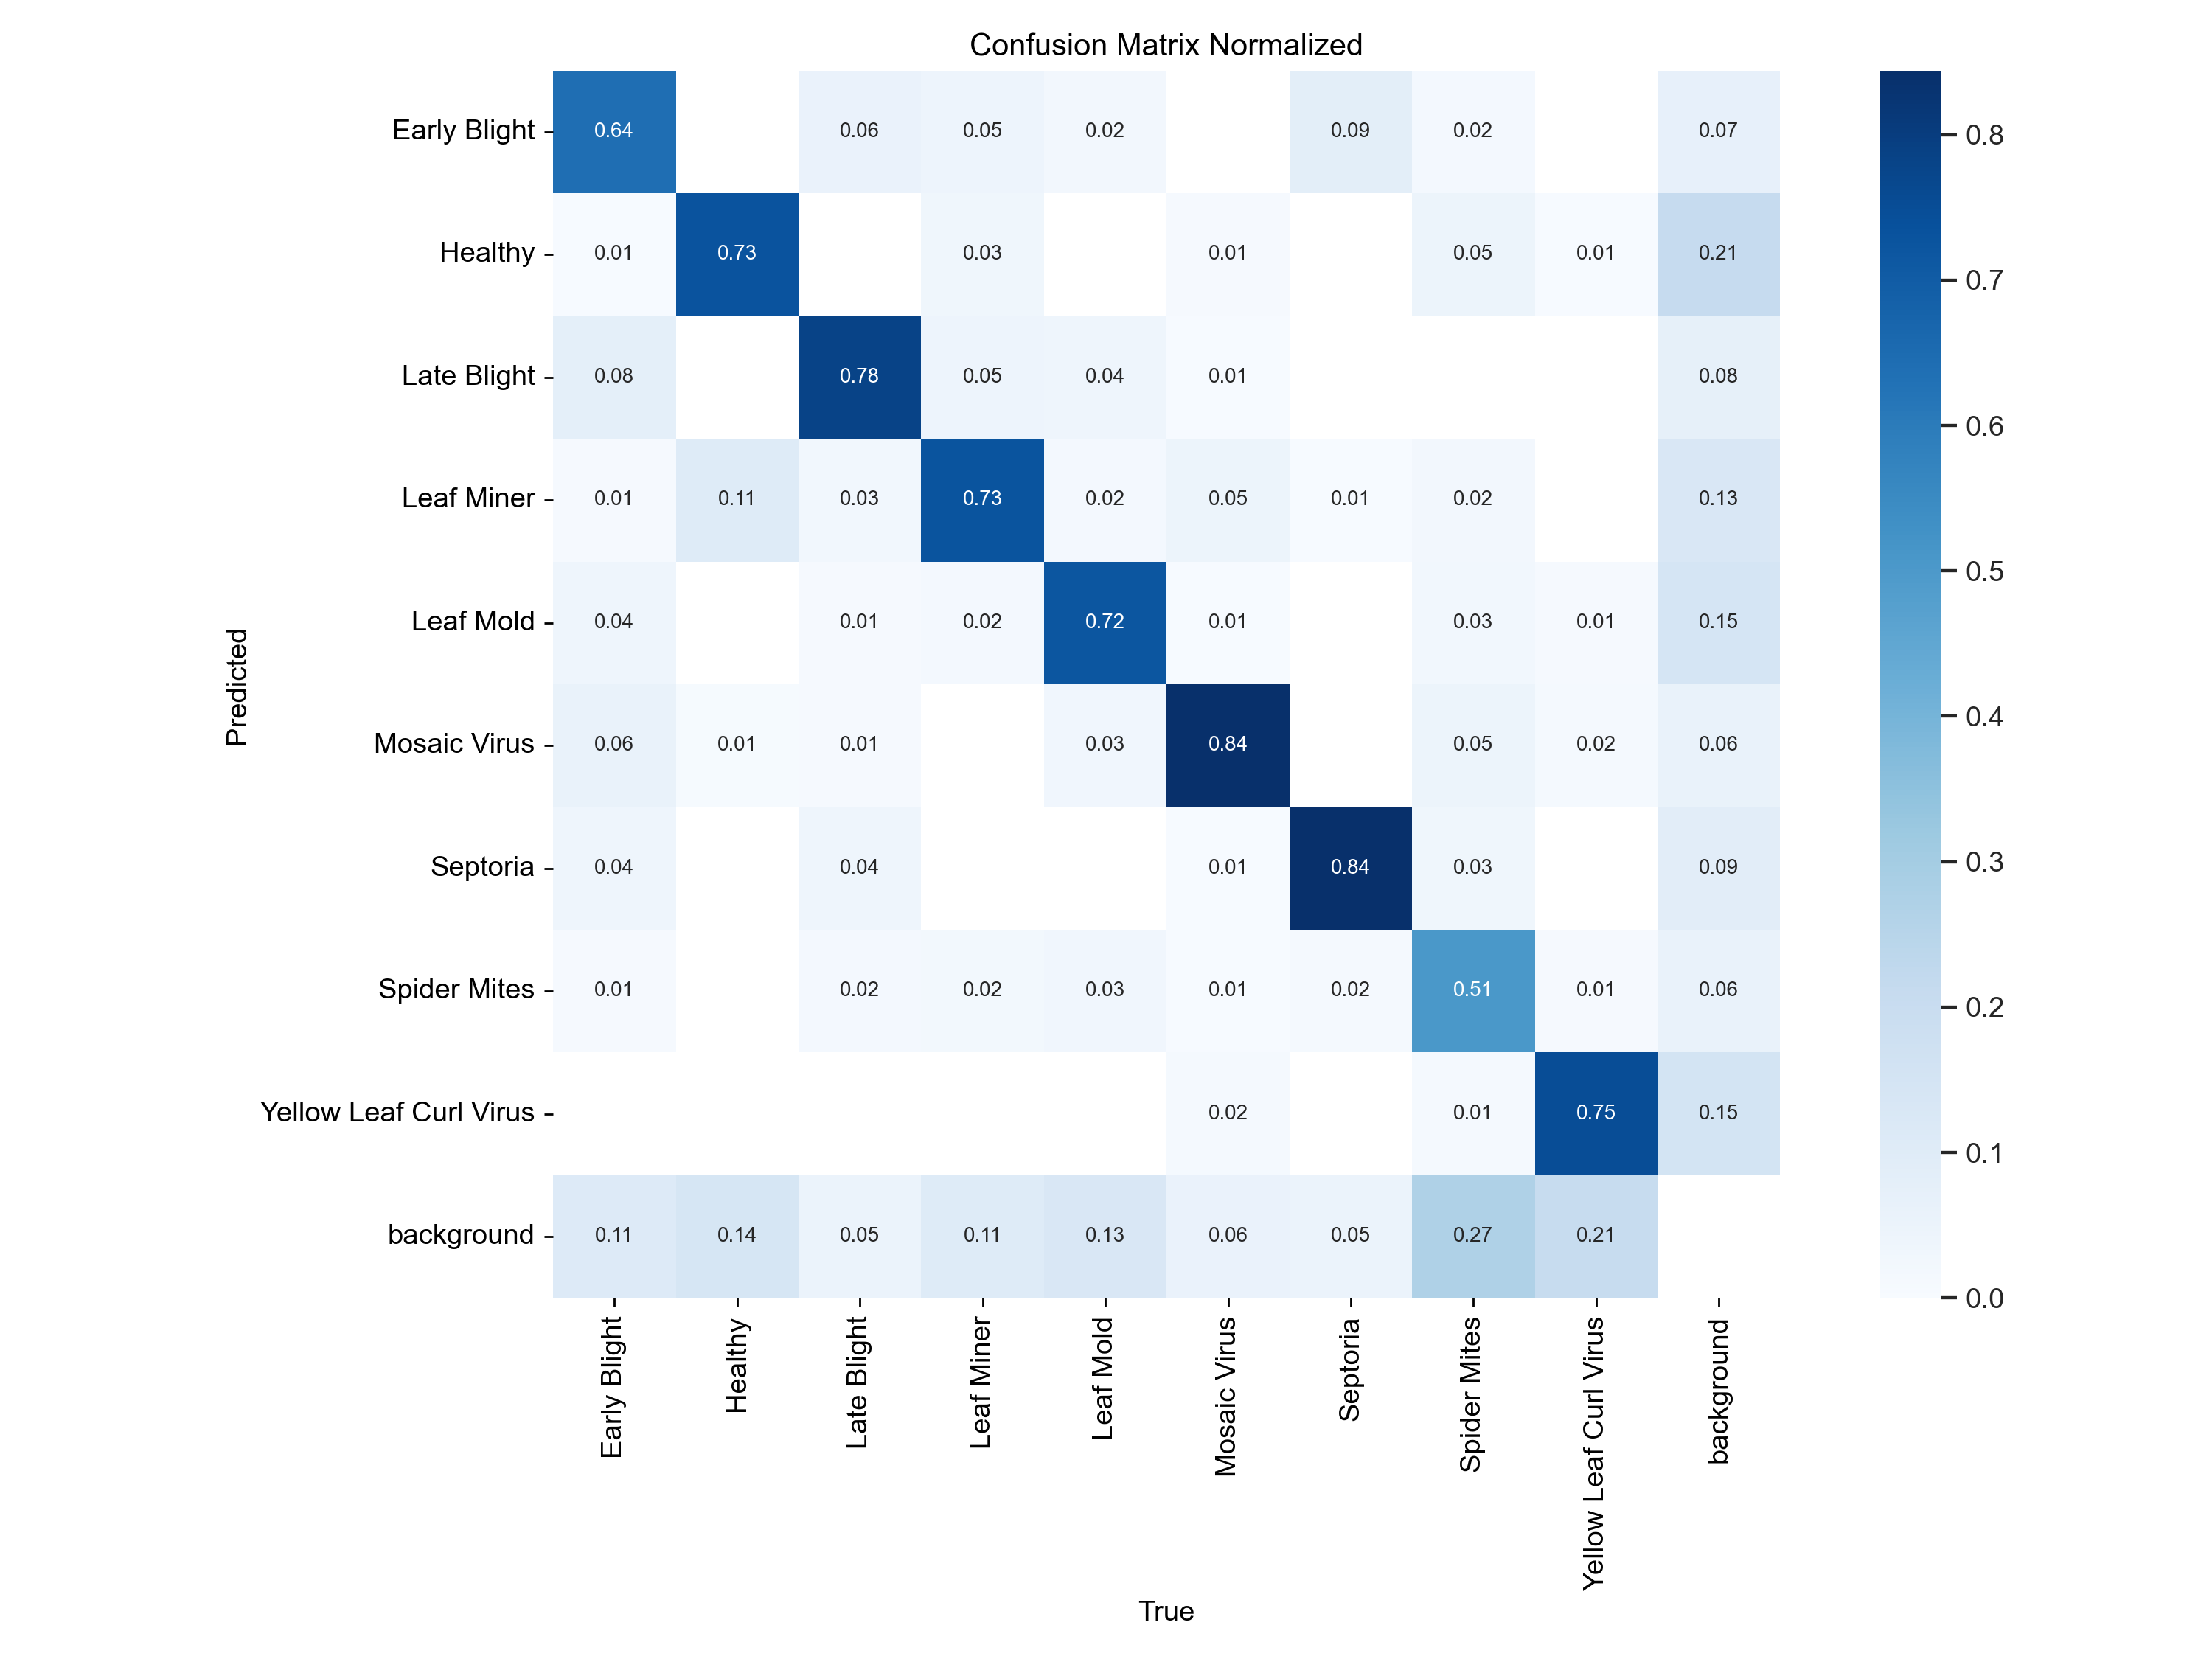 Confusion Matrix Normalized
Early Blight 0.64 0.06 0.05 0.02 0.09 0.02 0.07
Healthy 0.01 0.73 0.03 0.01 0.05 0.01 0.21
Late Blight 0.08 0.78 0.05 0.04 0.01 0.08
Leaf Miner 0.01 0.11 0.03 0.73 0.02 0.05 0.01 0.02 0.13
Leaf Mold 0.04 0.01 0.02 0.72 0.01 0.03 0.01 0.15
Mosaic Virus 0.06 0.01 0.01 0.03 0.84 0.05 0.02 0.06
Septoria 0.04 0.04 0.01 0.84 0.03 0.09
Spider Mites 0.01 0.02 0.02 0.03 0.01 0.02 0.51 0.01 0.06
Yellow Leaf Curl Virus 0.02 0.01 0.75 0.15
background 0.11 0.14 0.05 0.11 0.13 0.06 0.05 0.27 0.21
Predicted
Early Blight
Healthy
Late Blight
Leaf Miner
Leaf Mold
Mosaic Virus
Septoria
Spider Mites
Yellow Leaf Curl Virus
background
True
0.8
0.7
0.6
0.5
0.4
0.3
0.2
0.1
0.0